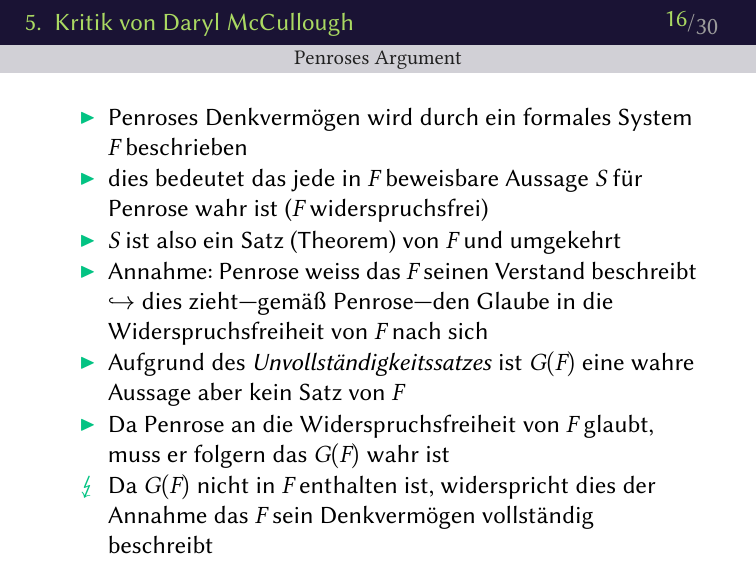 5. Kritik von Daryl McCullough
16/30
Penroses Argument
▶ Penroses Denkvermögen wird durch ein formales System
F beschrieben
▶ dies bedeutet das jede in F beweisbare Aussage S für
Penrose wahr ist (F widerspruchsfrei)
▶ S ist also ein Satz (Theorem) von F und umgekehrt
▶ Annahme: Penrose weiss das F seinen Verstand beschreibt
↪ dies zieht—gemäß Penrose—den Glaube in die
Widerspruchsfreiheit von F nach sich
▶ Aufgrund des Unvollständigkeitssatzes ist G(F) eine wahre
Aussage aber kein Satz von F
▶ Da Penrose an die Widerspruchsfreiheit von F glaubt,
muss er folgern das G(F) wahr ist
↯ Da G(F) nicht in F enthalten ist, widerspricht dies der
Annahme das F sein Denkvermögen vollständig
beschreibt